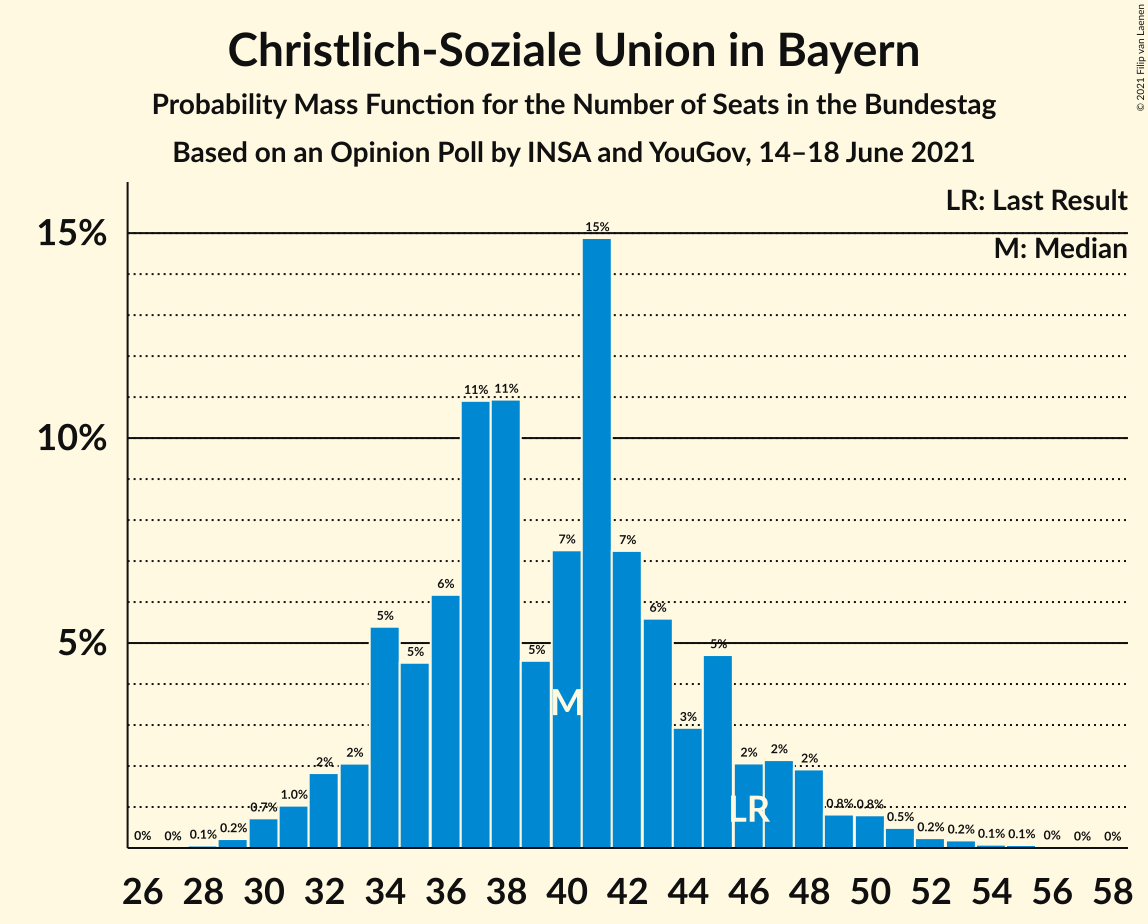 Christlich-Soziale Union in Bayern
Probability Mass Function for the Number of Seats in the Bundestag
Based on an Opinion Poll by INSA and YouGov, 14–18 June 2021
© 2021 Filip van Laenen
LR: Last Result
M: Median
15%
10%
5%
0% 0% 0.1% 0.2% 0.7% 1.0% 2% 2% 5% 5% 6% 11% 11% 5% 7% 15% 7% 6% 3% 5% 2% 2% 2% 0.8% 0.8% 0.5% 0.2% 0.2% 0.1% 0.1% 0% 0% 0%
M
LR
26 28 30 32 34 36 38 40 42 44 46 48 50 52 54 56 58